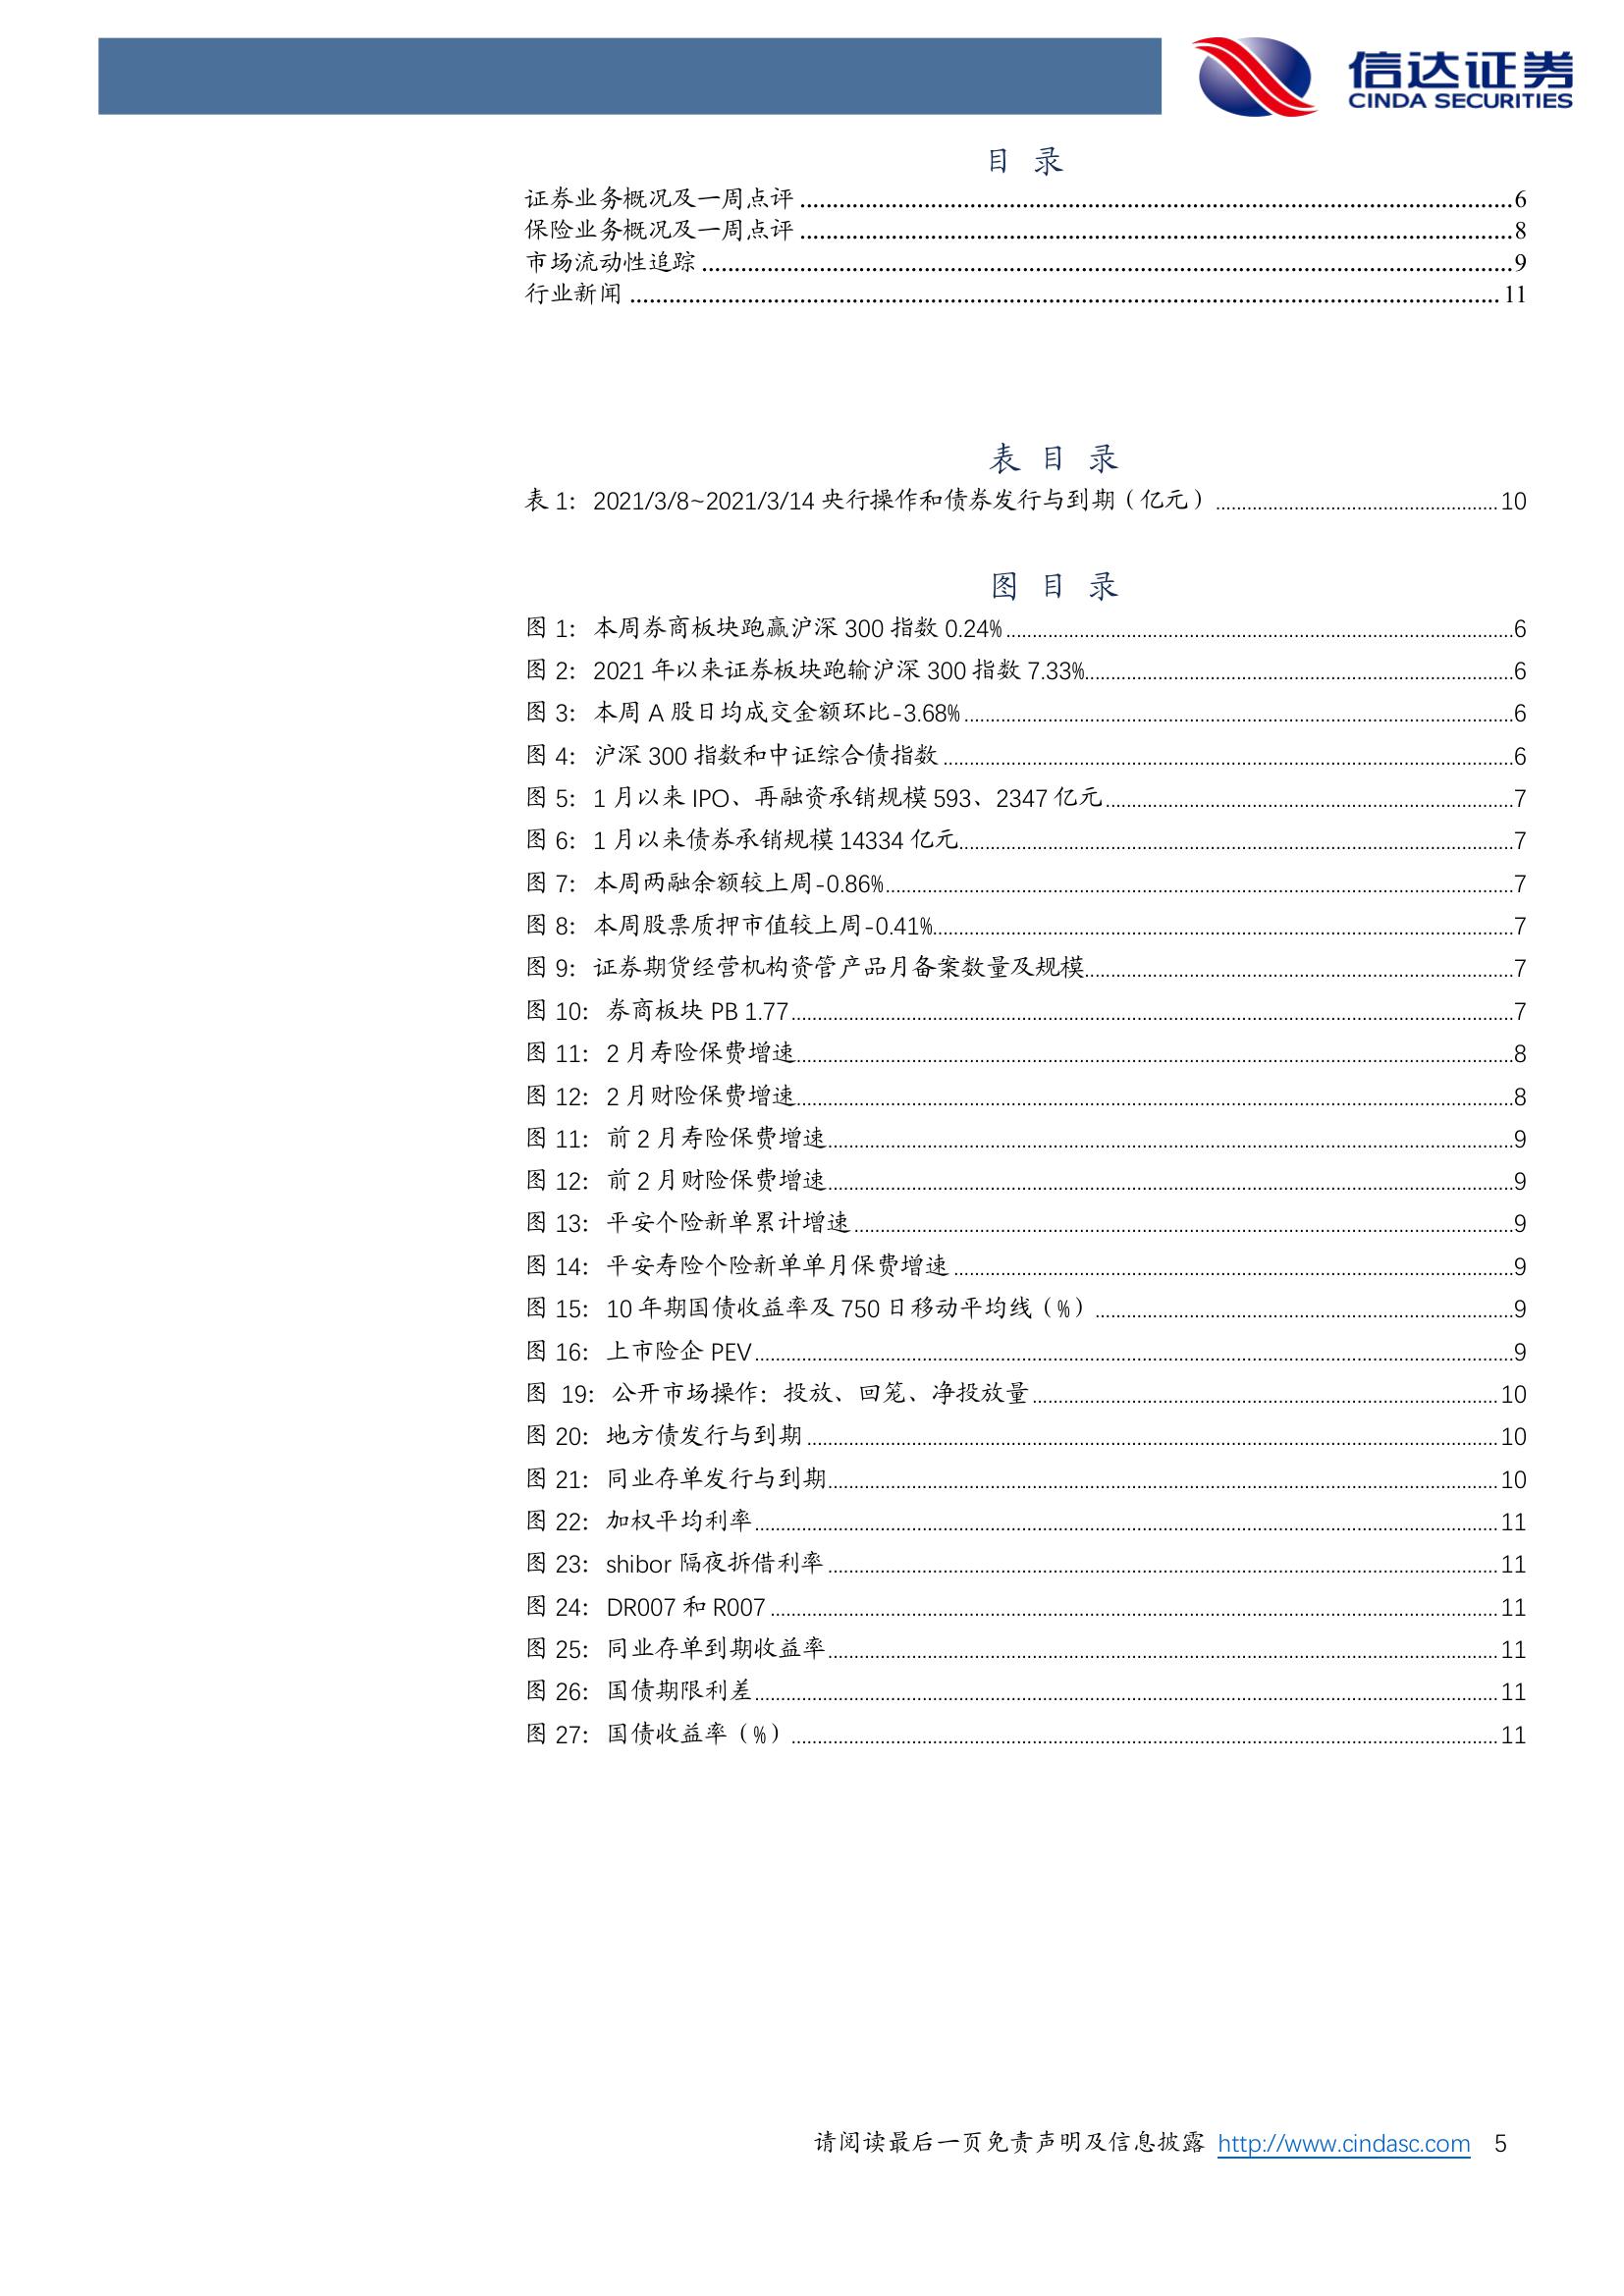 信达证券
CINDA SECURITIES
目 录
证券业务概况及一周点评 ........ 6
保险业务概况及一周点评 ........ 8
市场流动性追踪 ........ 9
行业新闻 ........ 11
表 目 录
表 1：2021/3/8~2021/3/14 央行操作和债券发行与到期（亿元） ........ 10
图 目 录
图 1：本周券商板块跑赢沪深 300 指数 0.24% ........ 6
图 2：2021 年以来证券板块跑输沪深 300 指数 7.33% ........ 6
图 3：本周 A 股日均成交金额环比-3.68% ........ 6
图 4：沪深 300 指数和中证综合债指数 ........ 6
图 5：1 月以来 IPO、再融资承销规模 593、2347 亿元 ........ 7
图 6：1 月以来债券承销规模 14334 亿元 ........ 7
图 7：本周两融余额较上周-0.86% ........ 7
图 8：本周股票质押市值较上周-0.41% ........ 7
图 9：证券期货经营机构资管产品月备案数量及规模 ........ 7
图 10：券商板块 PB 1.77 ........ 7
图 11：2 月寿险保费增速 ........ 8
图 12：2 月财险保费增速 ........ 8
图 11：前 2 月寿险保费增速 ........ 9
图 12：前 2 月财险保费增速 ........ 9
图 13：平安个险新单累计增速 ........ 9
图 14：平安寿险个险新单单月保费增速 ........ 9
图 15：10 年期国债收益率及 750 日移动平均线（%） ........ 9
图 16：上市险企 PEV ........ 9
图 19：公开市场操作：投放、回笼、净投放量 ........ 10
图 20：地方债发行与到期 ........ 10
图 21：同业存单发行与到期 ........ 10
图 22：加权平均利率 ........ 11
图 23：shibor 隔夜拆借利率 ........ 11
图 24：DR007 和 R007 ........ 11
图 25：同业存单到期收益率 ........ 11
图 26：国债期限利差 ........ 11
图 27：国债收益率（%） ........ 11
请阅读最后一页免责声明及信息披露 http://www.cindasc.com 5